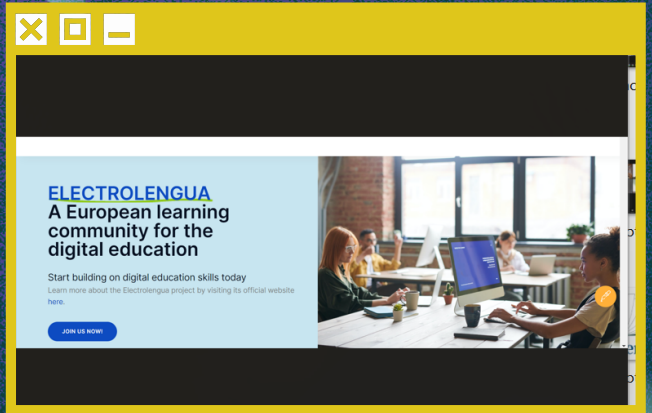 ELECTROLENGUA
A European learning
community for the
digital education
Start building on digital education skills today
Learn more about the Electrolengua project by visiting its official website
here.
JOIN US NOW!